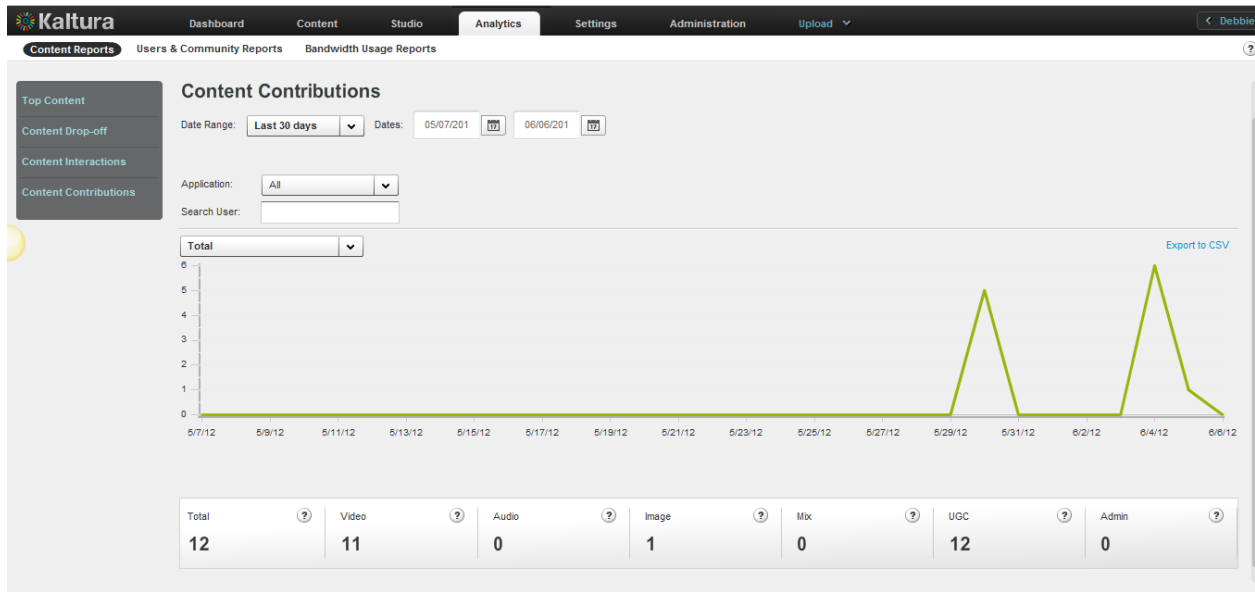 Kaltura Dashboard Content Studio Analytics Settings Administration Upload Debbie
Content Reports Users & Community Reports Bandwidth Usage Reports ?
Top Content
Content Drop-off
Content Interactions
Content Contributions
Content Contributions
Date Range: Last 30 days Dates: 05/07/201 17 06/06/201 17
Application: All
Search User:
Total Export to CSV
6
5
4
3
2
1
0
5/7/12 5/9/12 5/11/12 5/13/12 5/15/12 5/17/12 5/19/12 5/21/12 5/23/12 5/25/12 5/27/12 5/29/12 5/31/12 6/2/12 6/4/12 6/6/12
Total ? Video ? Audio ? Image ? Mix ? UGC ? Admin ?
12 11 0 1 0 12 0